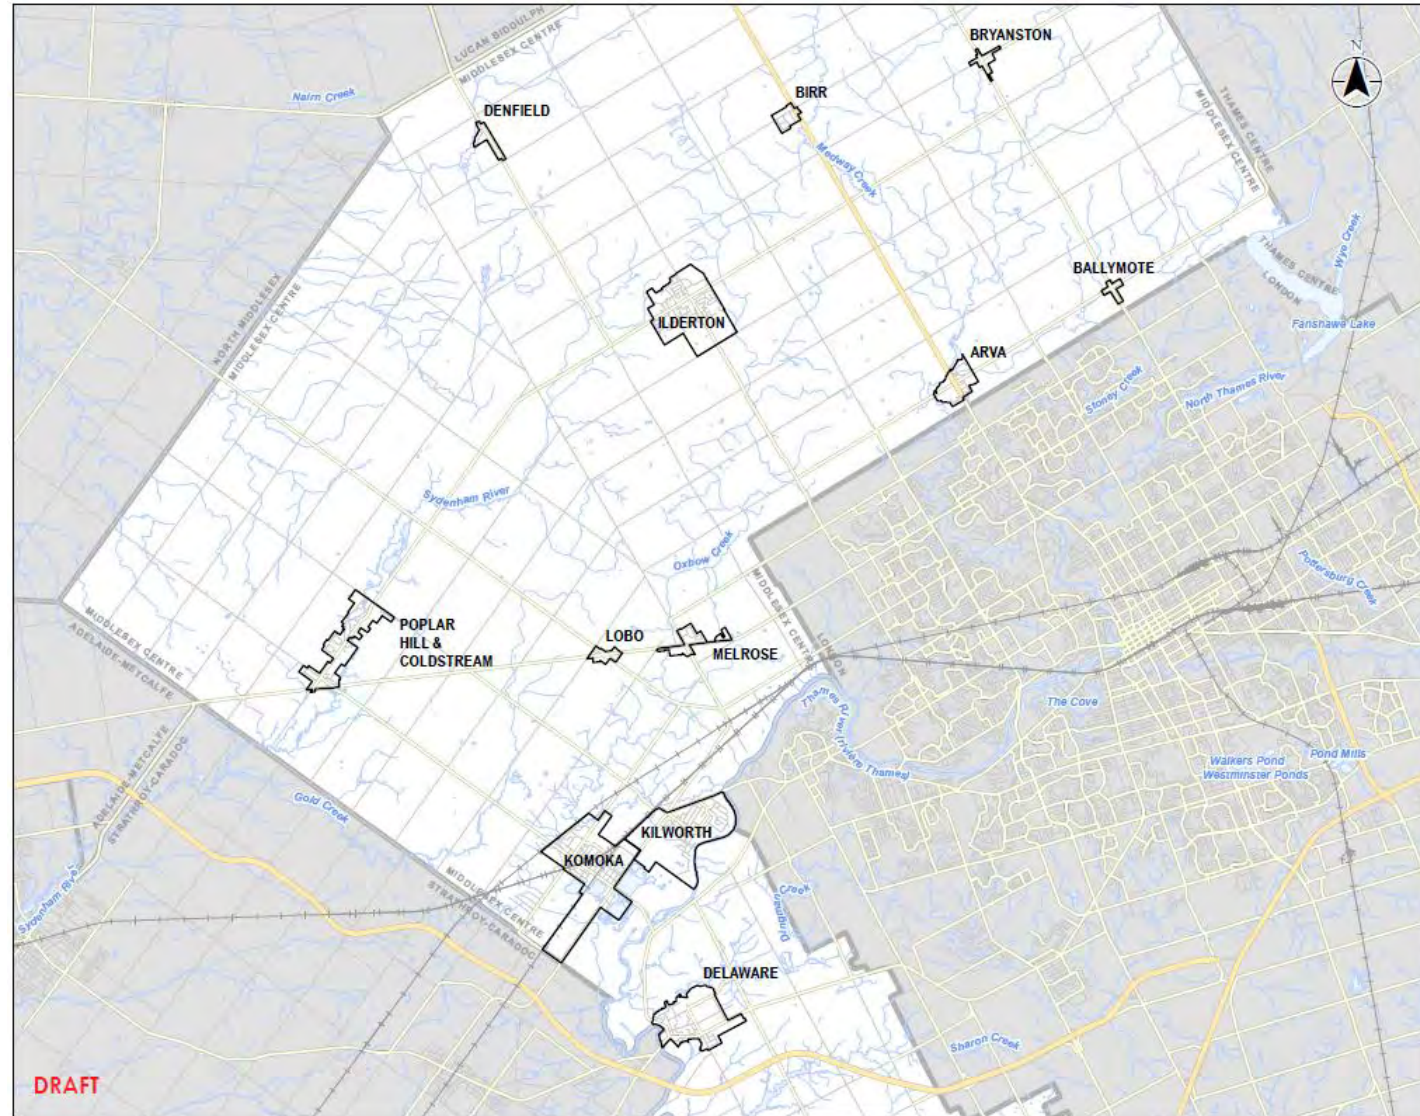 BRYANSTON
N
LUCAN BIDDULPH
MIDDLESEX CENTRE
Nairn Creek
BIRR
DENFIELD
THAMES CENTRE
MIDDLESEX CENTRE
Medway Creek
Wye Creek
THAMES CENTRE
LONDON
BALLYMOTE
NORTH MIDDLESEX
MIDDLESEX CENTRE
ILDERTON
Fanshawe Lake
ARVA
Stoney Creek
North Thames River
Sydenham River
Oxbow Creek
Pottersburg Creek
MIDDLESEX CENTRE
LONDON
MIDDLESEX CENTRE
ADELAIDE-METCALFE
POPLAR
HILL &
COLDSTREAM
LOBO
MELROSE
Thames River (riviere Thames)
The Cove
ADELAIDE-METCALFE
STRATHROY-CARADOC
Walkers Pond
Westminster Ponds
Pond Mills
Gold Creek
KILWORTH
KOMOKA
MIDDLESEX CENTRE
STRATHROY-CARADOC
Sydenham River
Dingman Creek
DELAWARE
Sharon Creek
DRAFT